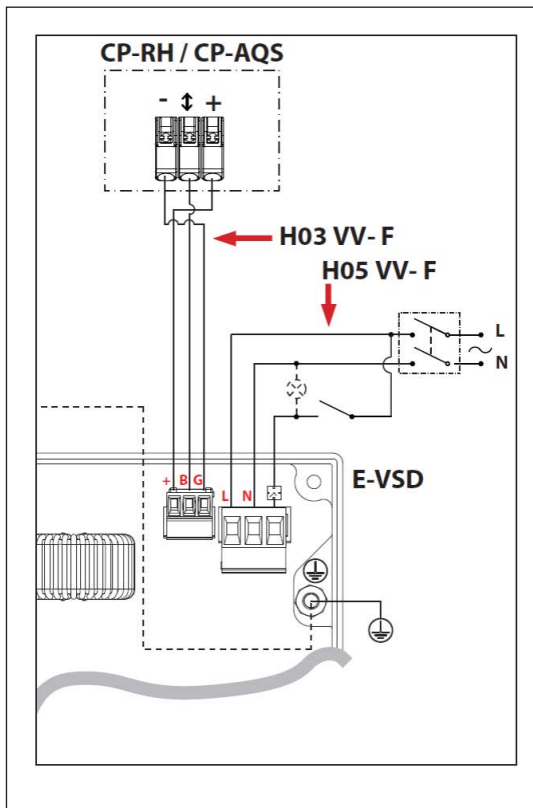 CP-RH / CP-AQS
- ↕ +
H03 VV- F
H05 VV- F
L
N
+ B G
L N
E-VSD